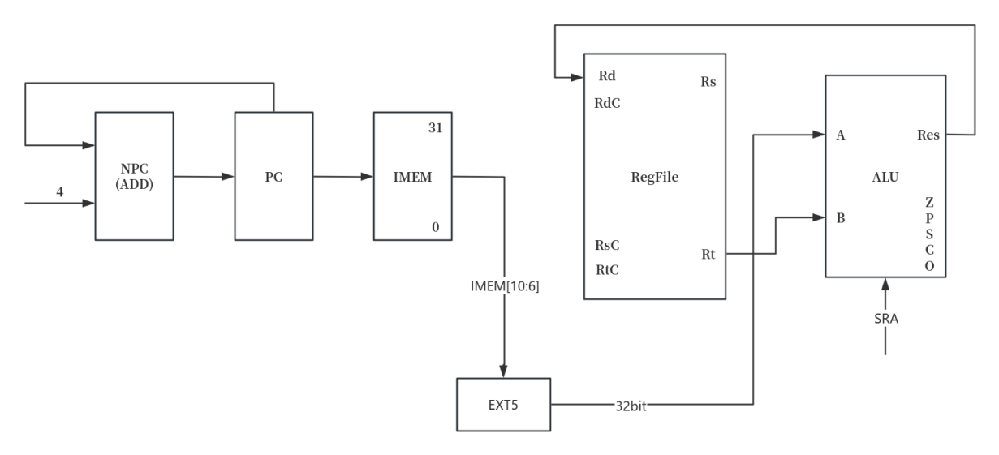 4
NPC
(ADD)
PC
31
IMEM
0
IMEM[10:6]
EXT5
32bit
Rd
RdC
Rs
RegFile
RsC
RtC
Rt
A
B
Res
ALU
Z
P
S
C
O
SRA